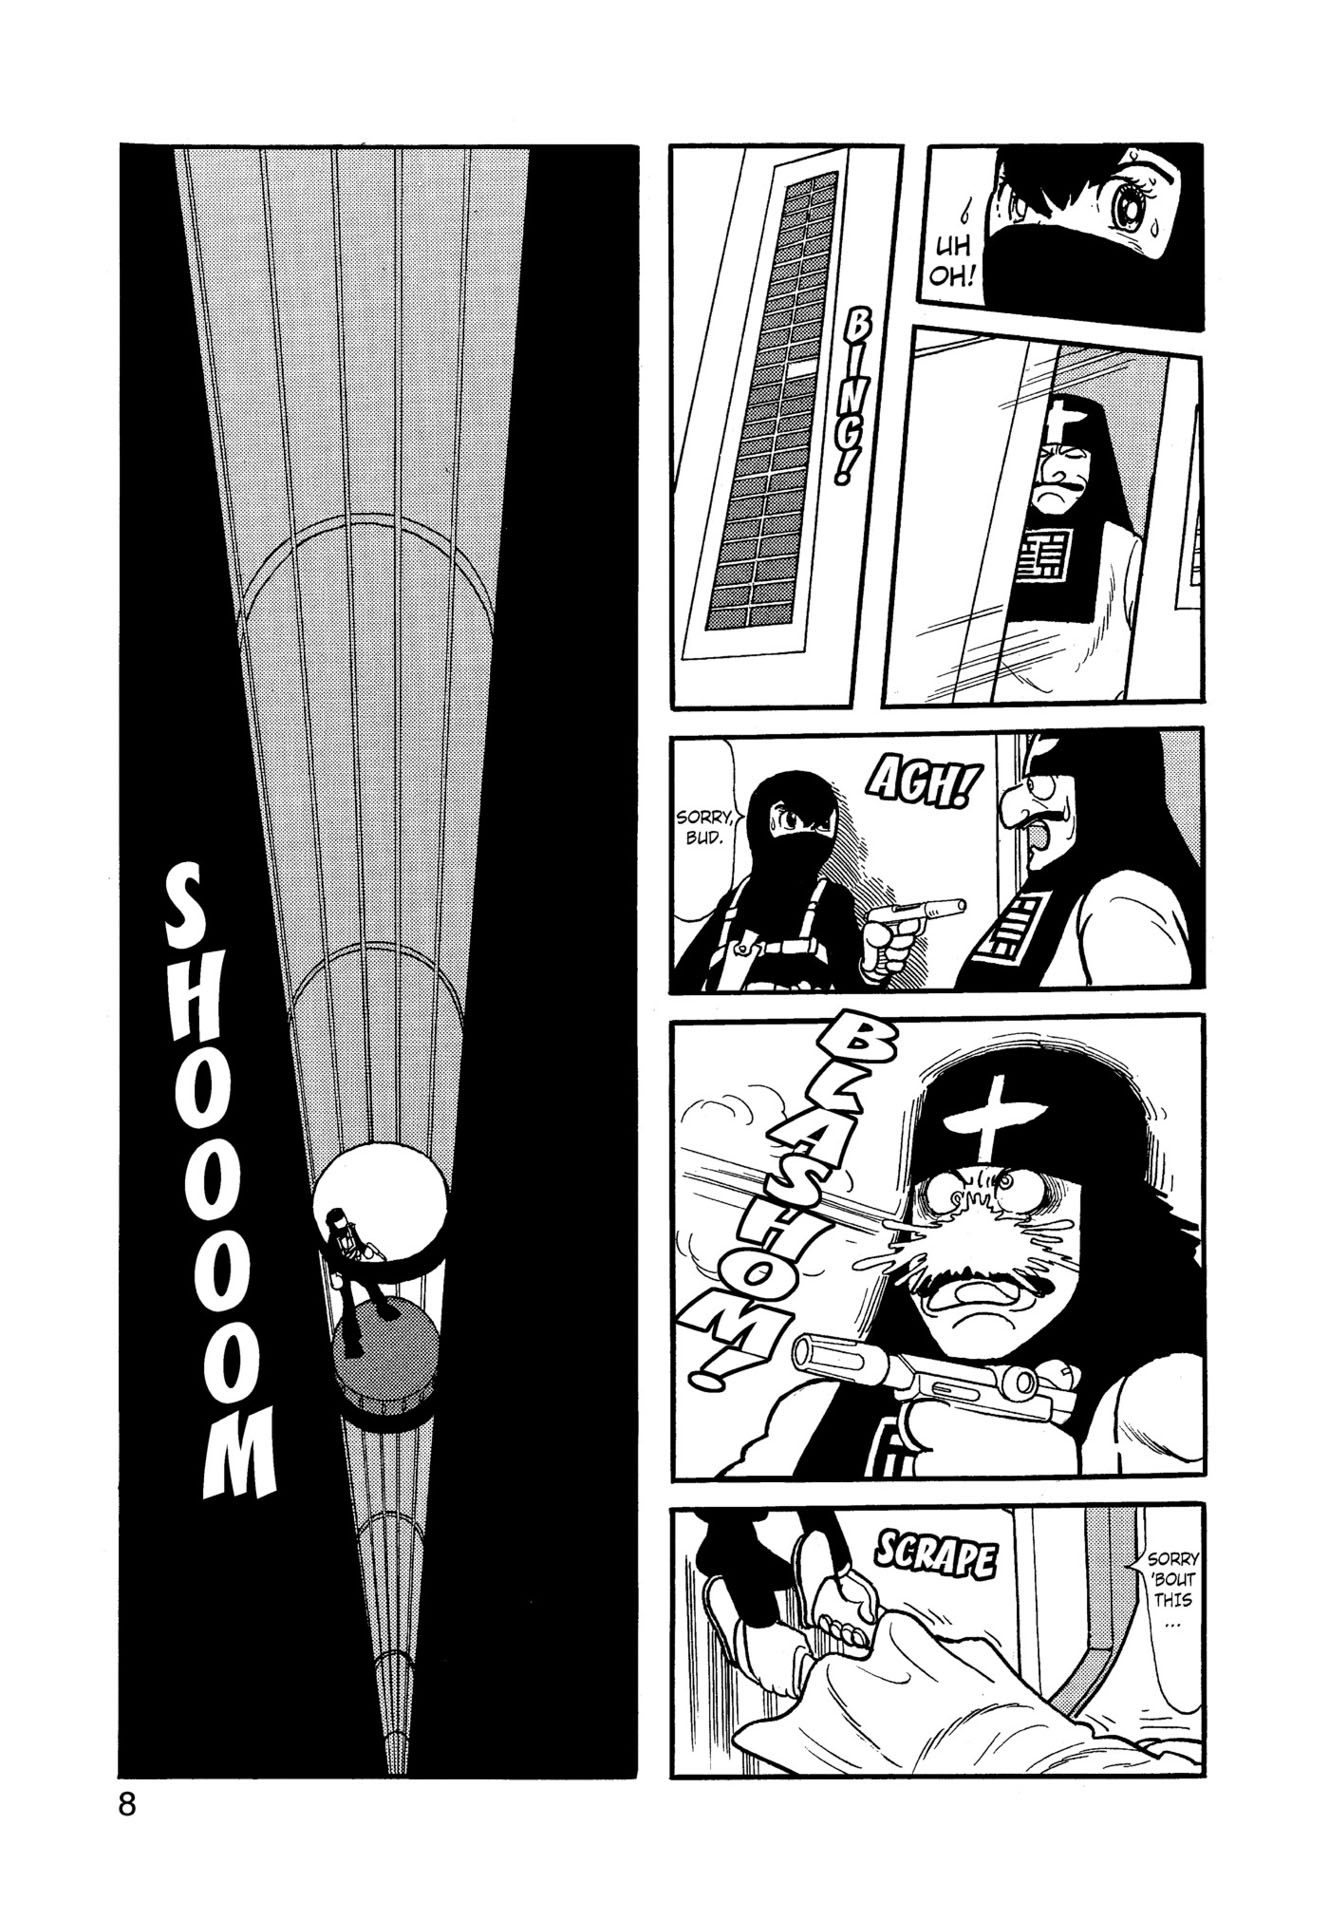 UH
OH!
BING!
SORRY,
BUD.
AGH!
BLASHOM!
SCRAPE
SORRY
'BOUT
THIS
...
SHOOOOM
8